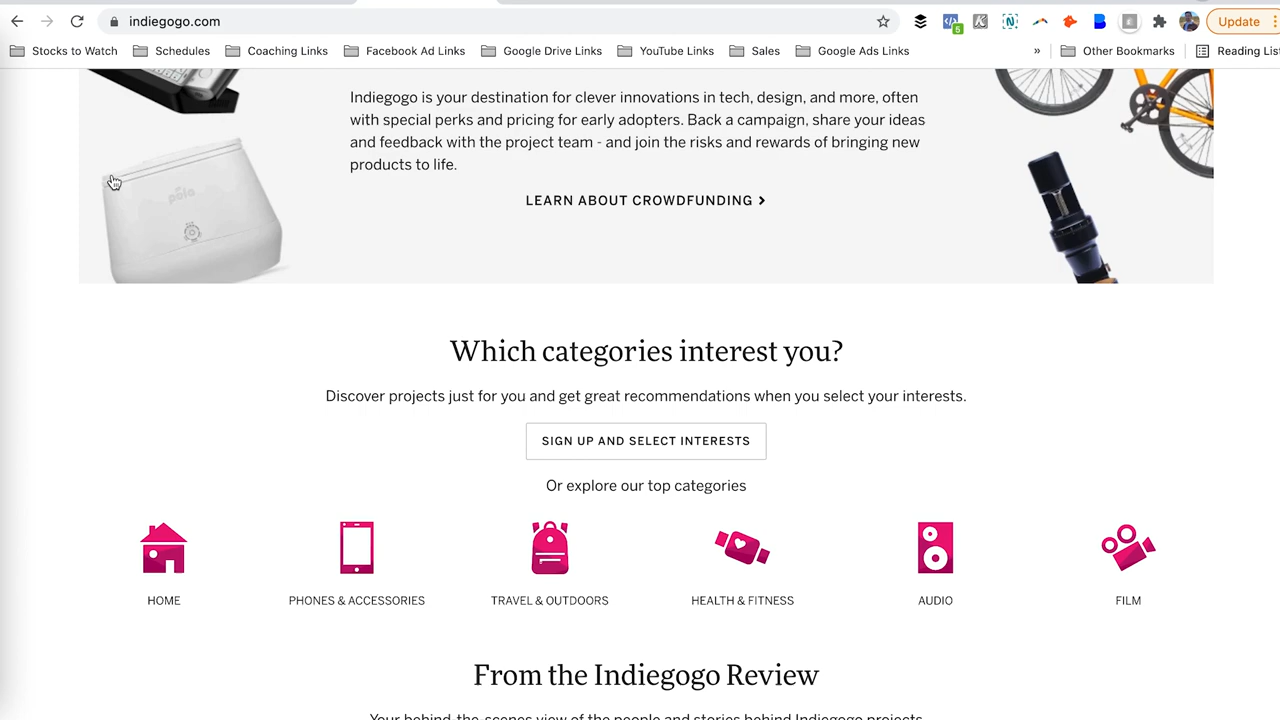 indiegogo.com
5
Update
Stocks to Watch
Schedules
Coaching Links
Facebook Ad Links
Google Drive Links
YouTube Links
Sales
Google Ads Links
»
Other Bookmarks
Reading List
Indiegogo is your destination for clever innovations in tech, design, and more, often
with special perks and pricing for early adopters. Back a campaign, share your ideas
and feedback with the project team - and join the risks and rewards of bringing new
products to life.
LEARN ABOUT CROWDFUNDING >
pola
Which categories interest you?
Discover projects just for you and get great recommendations when you select your interests.
SIGN UP AND SELECT INTERESTS
Or explore our top categories
HOME
PHONES & ACCESSORIES
TRAVEL & OUTDOORS
HEALTH & FITNESS
AUDIO
FILM
From the Indiegogo Review
Your behind-the-scenes view of the people and stories behind Indiegogo projects